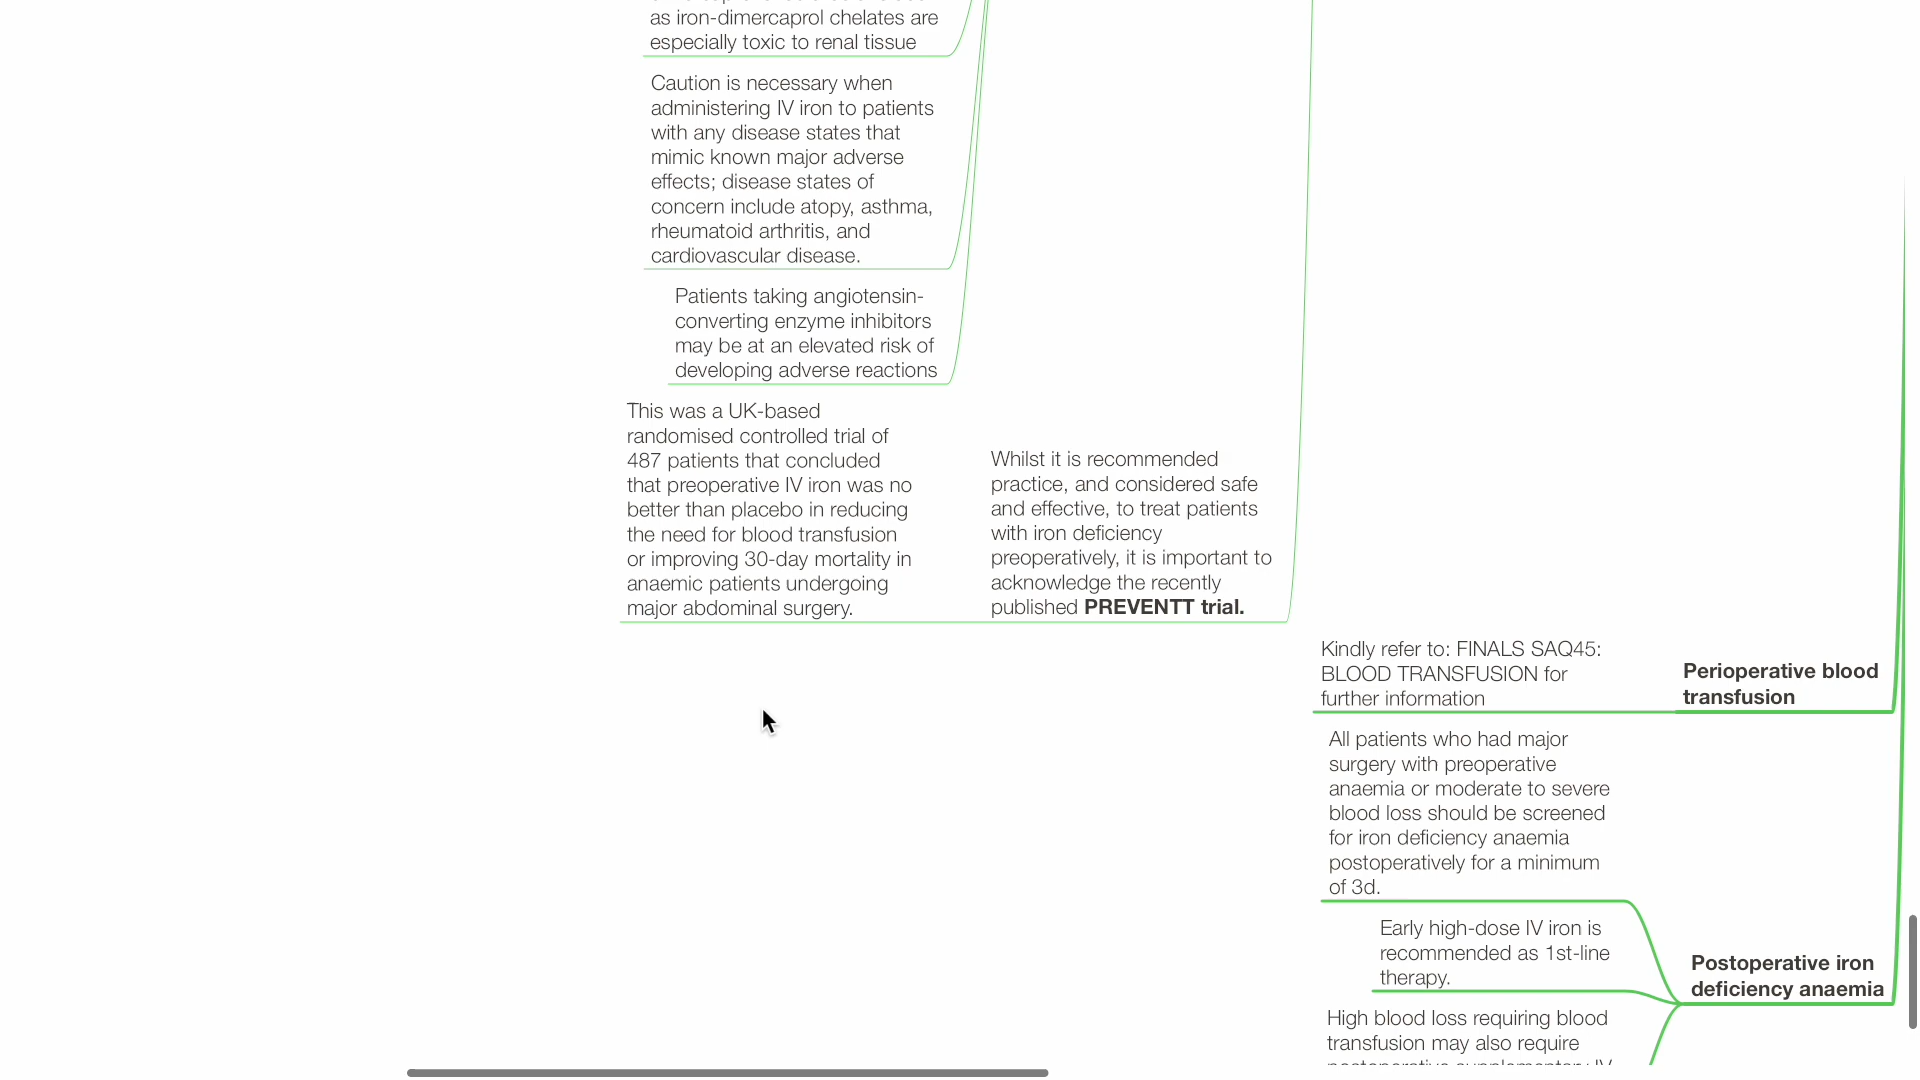 as iron-dimercaprol chelates are
especially toxic to renal tissue
Caution is necessary when
administering IV iron to patients
with any disease states that
mimic known major adverse
effects; disease states of
concern include atopy, asthma,
rheumatoid arthritis, and
cardiovascular disease.
Patients taking angiotensin-
converting enzyme inhibitors
may be at an elevated risk of
developing adverse reactions
This was a UK-based
randomised controlled trial of
487 patients that concluded
that preoperative IV iron was no
better than placebo in reducing
the need for blood transfusion
or improving 30-day mortality in
anaemic patients undergoing
major abdominal surgery.
Whilst it is recommended
practice, and considered safe
and effective, to treat patients
with iron deficiency
preoperatively, it is important to
acknowledge the recently
published PREVENTT trial.
Kindly refer to: FINALS SAQ45:
BLOOD TRANSFUSION for
further information
Perioperative blood
transfusion
All patients who had major
surgery with preoperative
anaemia or moderate to severe
blood loss should be screened
for iron deficiency anaemia
postoperatively for a minimum
of 3d.
Early high-dose IV iron is
recommended as 1st-line
therapy.
Postoperative iron
deficiency anaemia
High blood loss requiring blood
transfusion may also require
postoperative supplementary IV